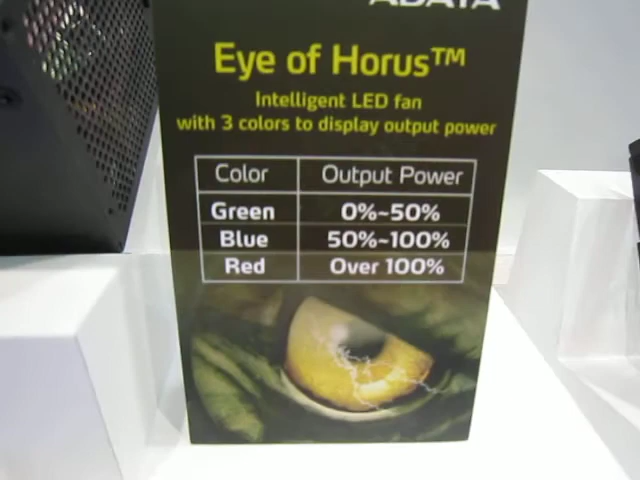 ADATA
Eye of Horus™
Intelligent LED fan
with 3 colors to display output power
Color Output Power
Green 0%~50%
Blue 50%~100%
Red Over 100%